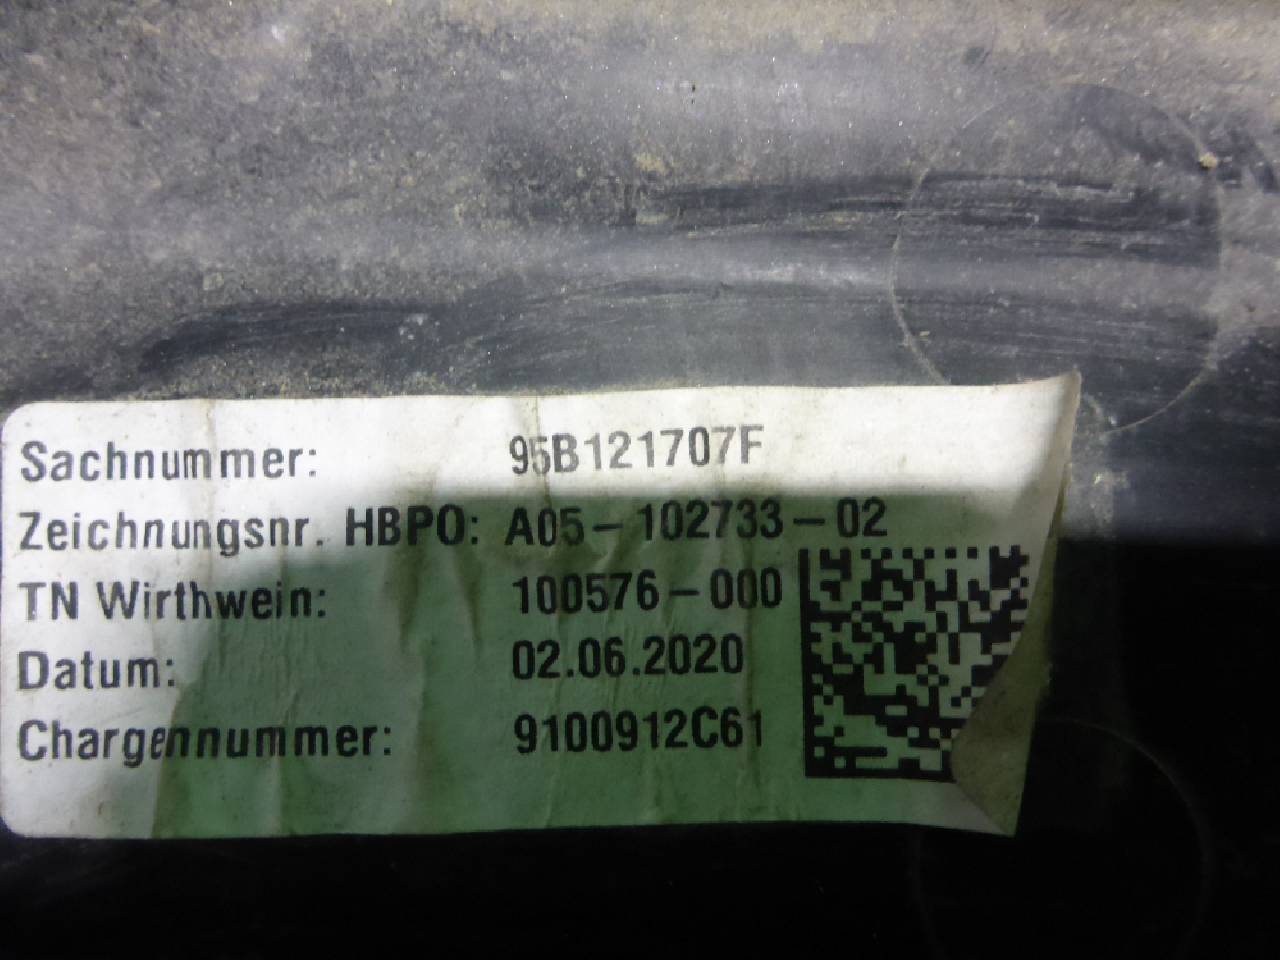 Sachnummer: 95B121707F
Zeichnungsnr. HBPO: A05-102733-02
TN Wirthwein: 100576-000
Datum: 02.06.2020
Chargennummer: 9100912C61